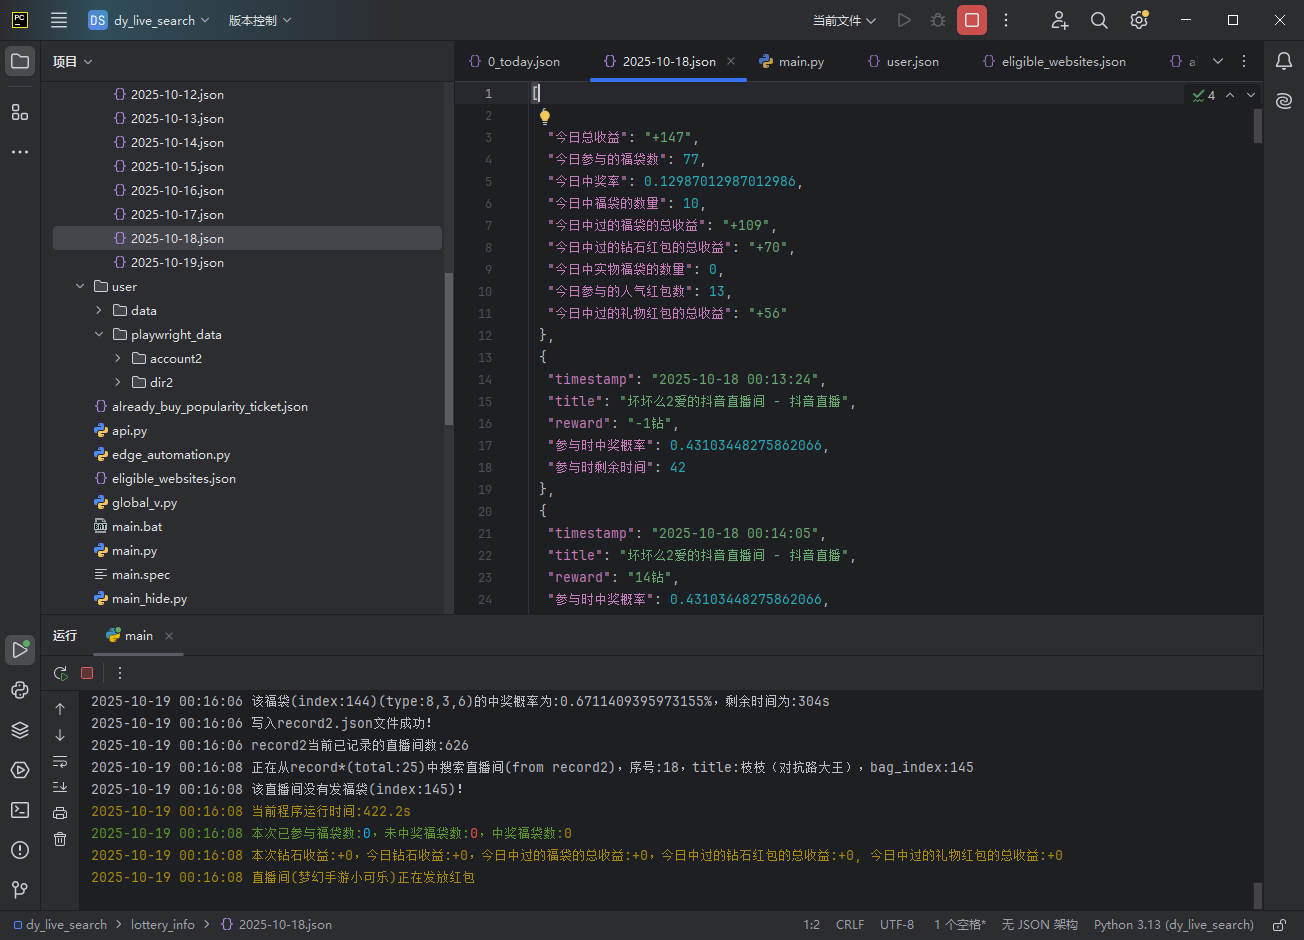 PC
DS dy_live_search 版本控制 当前文件
项目
0_today.json 2025-10-18.json main.py user.json eligible_websites.json
2025-10-12.json
2025-10-13.json
2025-10-14.json
2025-10-15.json
2025-10-16.json
2025-10-17.json
2025-10-18.json
2025-10-19.json
user
data
playwright_data
account2
dir2
already_buy_popularity_ticket.json
api.py
edge_automation.py
eligible_websites.json
global_v.py
main.bat
main.py
main.spec
main_hide.py
4
1 [
2
3 "今日总收益": "+147",
4 "今日参与的福袋数": 77,
5 "今日中奖率": 0.12987012987012986,
6 "今日中福袋的数量": 10,
7 "今日中过的福袋的总收益": "+109",
8 "今日中过的钻石红包的总收益": "+70",
9 "今日中实物福袋的数量": 0,
10 "今日参与的人气红包数": 13,
11 "今日中过的礼物红包的总收益": "+56"
12 },
13 {
14 "timestamp": "2025-10-18 00:13:24",
15 "title": "坏坏么2爱的抖音直播间 - 抖音直播",
16 "reward": "-1钻",
17 "参与时中奖概率": 0.43103448275862066,
18 "参与时剩余时间": 42
19 },
20 {
21 "timestamp": "2025-10-18 00:14:05",
22 "title": "坏坏么2爱的抖音直播间 - 抖音直播",
23 "reward": "14钻",
24 "参与时中奖概率": 0.43103448275862066,
运行 main
2025-10-19 00:16:06 该福袋(index:144)(type:8,3,6)的中奖概率为:0.6711409395973155%，剩余时间为:304s
2025-10-19 00:16:06 写入record2.json文件成功!
2025-10-19 00:16:06 record2当前已记录的直播间数:626
2025-10-19 00:16:08 正在从record*(total:25)中搜索直播间(from record2)，序号:18，title:枝枝（对抗路大王），bag_index:145
2025-10-19 00:16:08 该直播间没有发福袋(index:145)!
2025-10-19 00:16:08 当前程序运行时间:422.2s
2025-10-19 00:16:08 本次已参与福袋数:0，未中奖福袋数:0，中奖福袋数:0
2025-10-19 00:16:08 本次钻石收益:+0，今日钻石收益:+0，今日中过的福袋的总收益:+0，今日中过的钻石红包的总收益:+0, 今日中过的礼物红包的总收益:+0
2025-10-19 00:16:08 直播间(梦幻手游小可乐)正在发放红包
dy_live_search lottery_info 2025-10-18.json 1:2 CRLF UTF-8 1 个空格* 无 JSON 架构 Python 3.13 (dy_live_search)